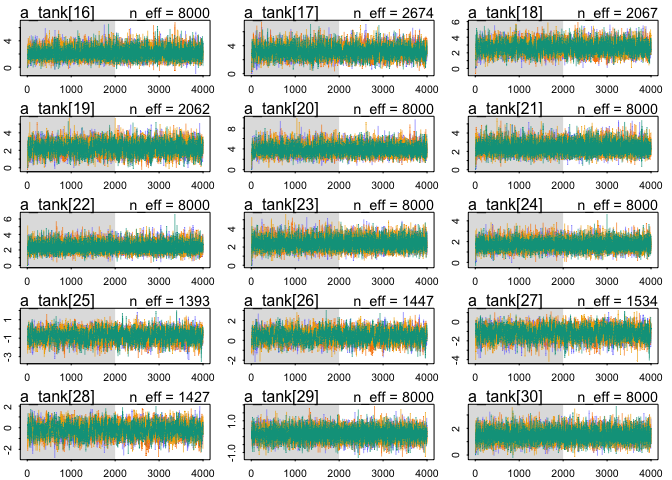 a_tank[16] n_eff = 8000 a_tank[17] n_eff = 2674 a_tank[18] n_eff = 2067
0 4
0 4
0 2 4 6
0 1000 2000 3000 4000 0 1000 2000 3000 4000 0 1000 2000 3000 4000
a_tank[19] n_eff = 2062 a_tank[20] n_eff = 8000 a_tank[21] n_eff = 8000
0 2 4
0 4 8
0 2 4
0 1000 2000 3000 4000 0 1000 2000 3000 4000 0 1000 2000 3000 4000
a_tank[22] n_eff = 8000 a_tank[23] n_eff = 8000 a_tank[24] n_eff = 8000
0 2 4 6
0 2 4
0 2 4
0 1000 2000 3000 4000 0 1000 2000 3000 4000 0 1000 2000 3000 4000
a_tank[25] n_eff = 1393 a_tank[26] n_eff = 1447 a_tank[27] n_eff = 1534
-3 -1 1
-2 0 2
-4 -2 0
0 1000 2000 3000 4000 0 1000 2000 3000 4000 0 1000 2000 3000 4000
a_tank[28] n_eff = 1427 a_tank[29] n_eff = 8000 a_tank[30] n_eff = 8000
-2 0 2
-1.0 1.0
0 2
0 1000 2000 3000 4000 0 1000 2000 3000 4000 0 1000 2000 3000 4000